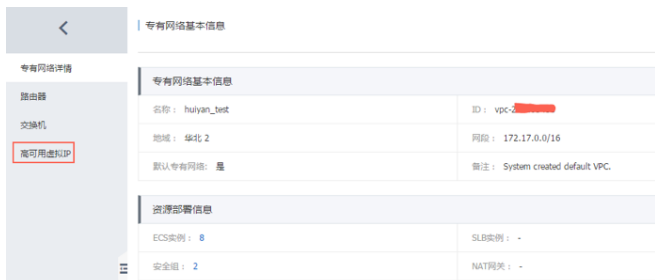 专有网络基本信息
专有网络详情
路由器
交换机
高可用虚拟IP
专有网络基本信息
名称： huiyan_test
ID： vpc-2
地域： 华北 2
网段： 172.17.0.0/16
默认专有网络: 是
备注： System created default VPC.
资源部署信息
ECS实例： 8
SLB实例： -
安全组： 2
NAT网关： -